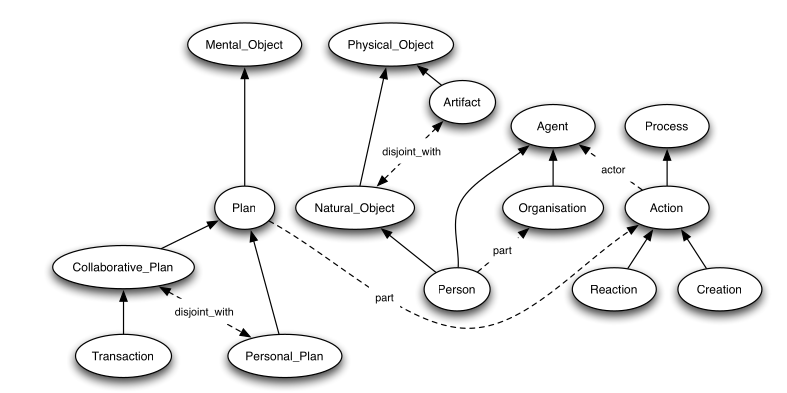 Mental_Object
Physical_Object
Artifact
Agent
Process
disjoint_with
actor
Plan
Natural_Object
Organisation
Action
part
Collaborative_Plan
Person
Reaction
Creation
part
disjoint_with
Transaction
Personal_Plan